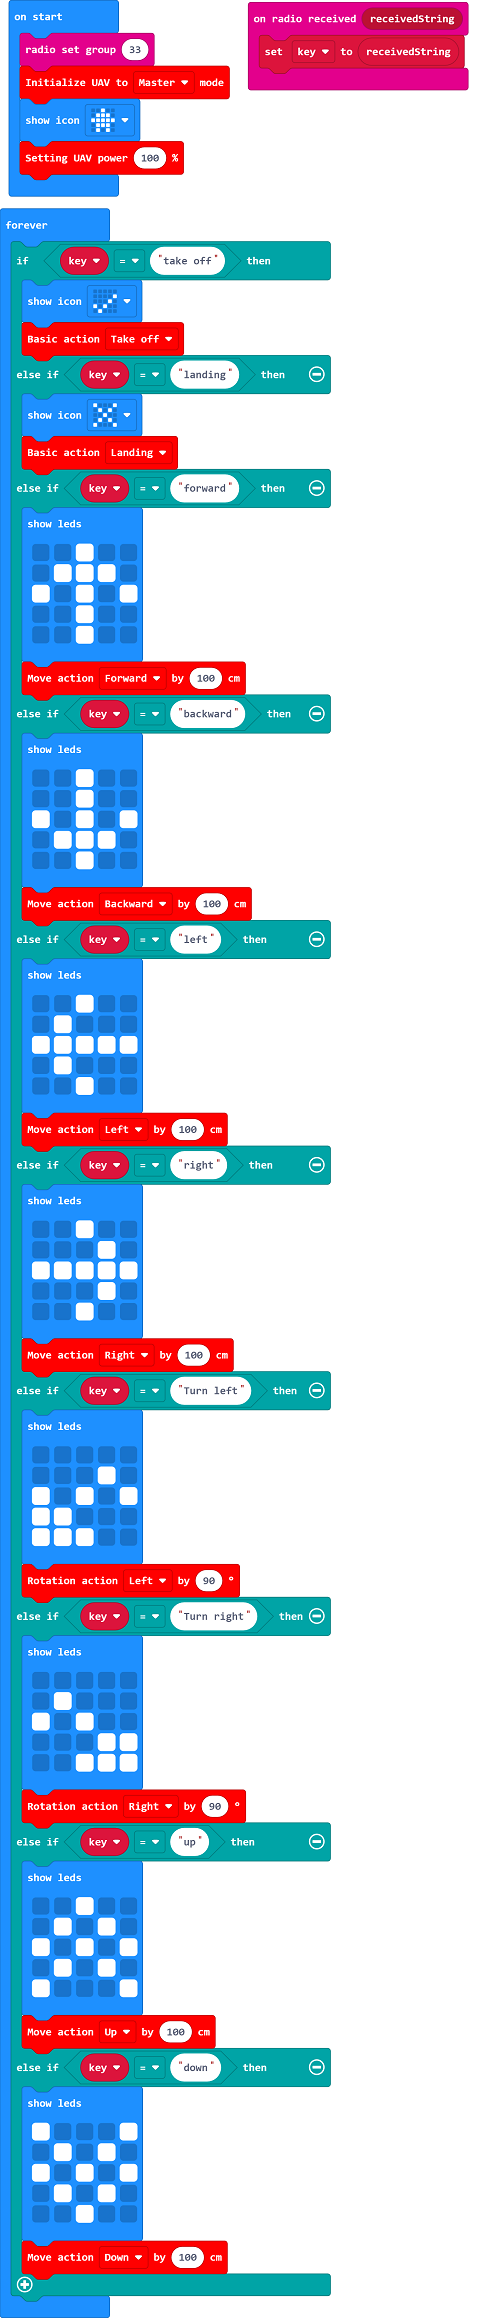 on start
radio set group 33
Initialize UAV to Master mode
show icon
Setting UAV power 100 %
on radio received receivedString
set key to receivedString
forever
if key = "take off" then
show icon
Basic action Take off
else if key = "landing" then
show icon
Basic action Landing
else if key = "forward" then
show leds
Move action Forward by 100 cm
else if key = "backward" then
show leds
Move action Backward by 100 cm
else if key = "left" then
show leds
Move action Left by 100 cm
else if key = "right" then
show leds
Move action Right by 100 cm
else if key = "Turn left" then
show leds
Rotation action Left by 90 °
else if key = "Turn right" then
show leds
Rotation action Right by 90 °
else if key = "up" then
show leds
Move action Up by 100 cm
else if key = "down" then
show leds
Move action Down by 100 cm